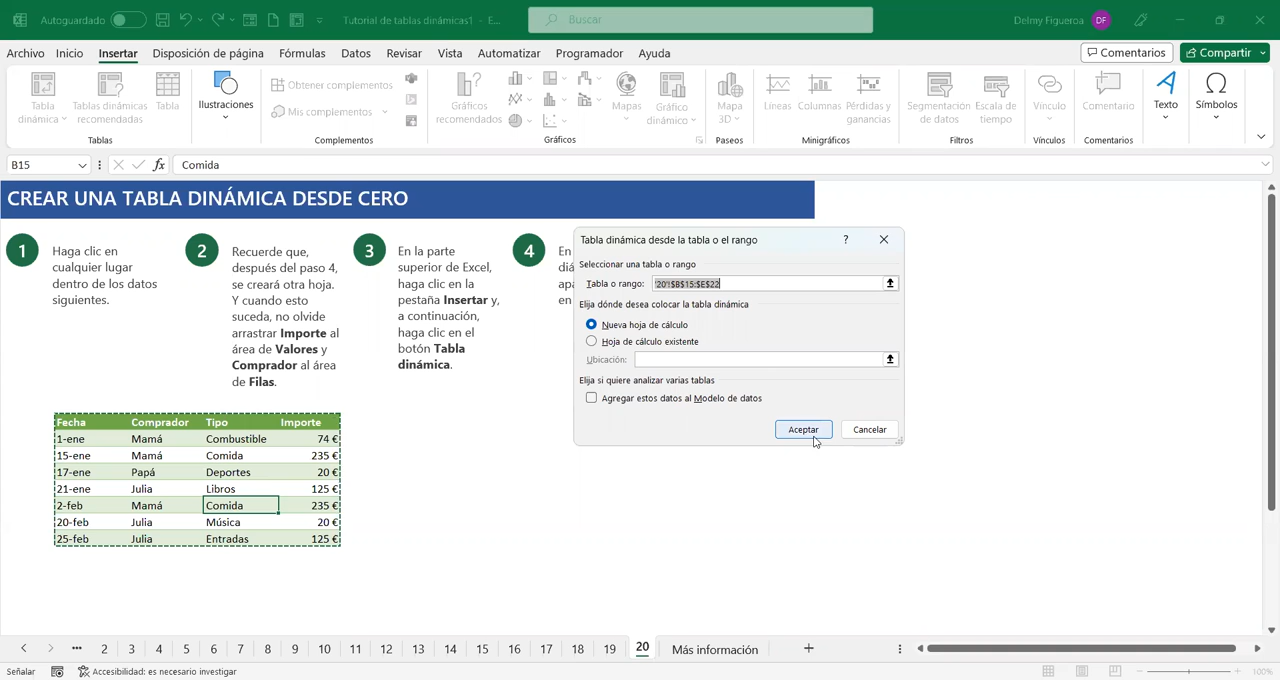 Autoguardado
Tutorial de tablas dinámicas1 - E...
Buscar
Delmy Figueroa DF
Archivo Inicio Insertar Disposición de página Fórmulas Datos Revisar Vista Automatizar Programador Ayuda
Comentarios Compartir
Tabla dinámica
Tablas dinámicas recomendadas
Tabla
Tablas
Ilustraciones
Obtener complementos
Mis complementos
Complementos
Gráficos recomendados
Mapas
Gráfico dinámico
Gráficos
Mapa 3D
Paseos
Líneas
Columnas
Pérdidas y ganancias
Minigráficos
Segmentación de datos
Escala de tiempo
Filtros
Vínculo
Vínculos
Comentario
Comentarios
Texto
Símbolos
B15 fx Comida
CREAR UNA TABLA DINÁMICA DESDE CERO
1
Haga clic en
cualquier lugar
dentro de los datos
siguientes.
2
Recuerde que,
después del paso 4,
se creará otra hoja.
Y cuando esto
suceda, no olvide
arrastrar Importe al
área de Valores y
Comprador al área
de Filas.
3
En la parte
superior de Excel,
haga clic en la
pestaña Insertar y,
a continuación,
haga clic en el
botón Tabla
dinámica.
4
En
diá
apa
en
Tabla dinámica desde la tabla o el rango ?
Seleccionar una tabla o rango
Tabla o rango: '20'!$B$15:$E$22
Elija dónde desea colocar la tabla dinámica
Nueva hoja de cálculo
Hoja de cálculo existente
Ubicación:
Elija si quiere analizar varias tablas
Agregar estos datos al Modelo de datos
Aceptar Cancelar
Fecha Comprador Tipo Importe
1-ene Mamá Combustible 74 €
15-ene Mamá Comida 235 €
17-ene Papá Deportes 20 €
21-ene Julia Libros 125 €
2-feb Mamá Comida 235 €
20-feb Julia Música 20 €
25-feb Julia Entradas 125 €
... 2 3 4 5 6 7 8 9 10 11 12 13 14 15 16 17 18 19 20 Más información
Señalar Accesibilidad: es necesario investigar 100%